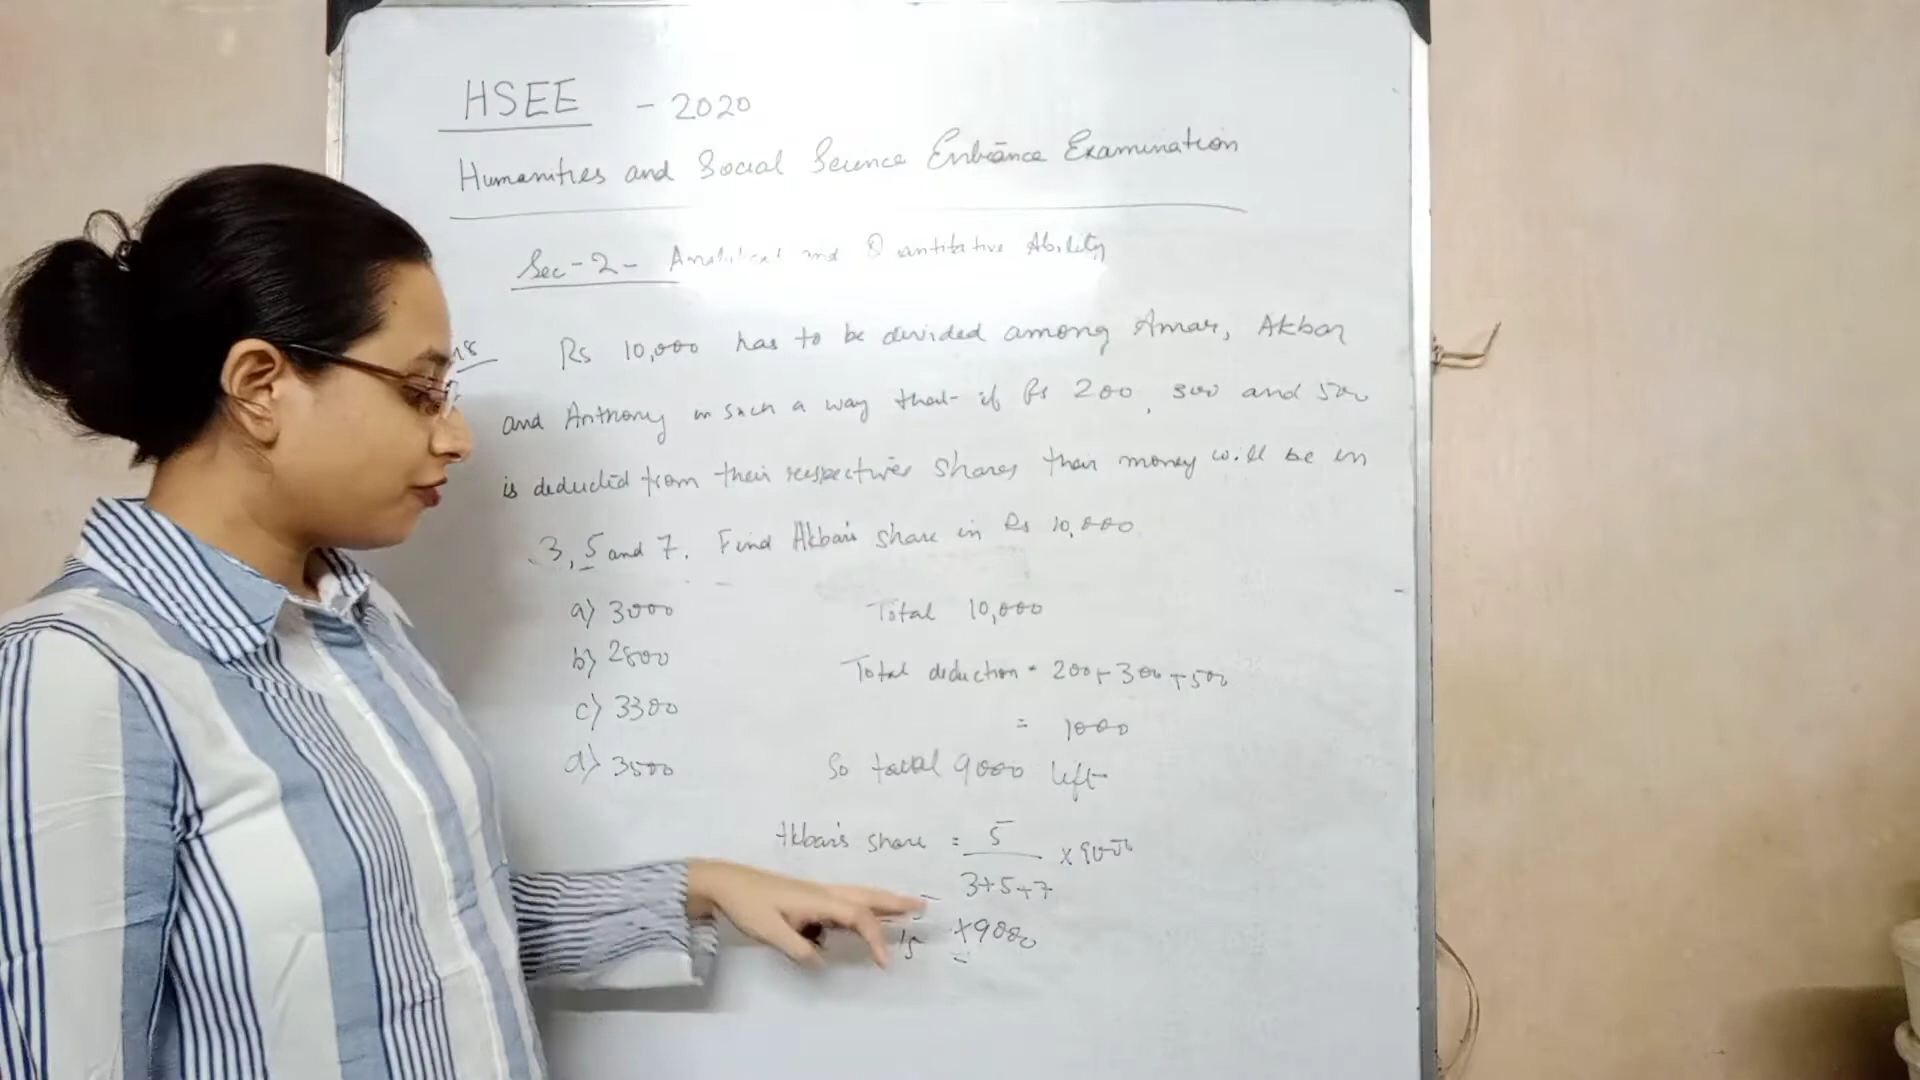 HSEE - 2020
Humanities and Social Science Entrance Examination
Sec-2- Analytical and Quantitative Ability
Rs 10,000 has to be divided among Amar, Akbar
and Anthony in such a way that if Rs 200, 300 and 500
is deducted from their respective shares their money will be in
3, 5 and 7. Find Akbar's share in Rs 10,000.
a) 3000
b) 2800
c) 3300
d) 3500
Total 10,000
Total deduction = 200+300+500
= 1000
So total 9000 left
Akbar's share = 5
× 9000
3+5+7
15 × 9000